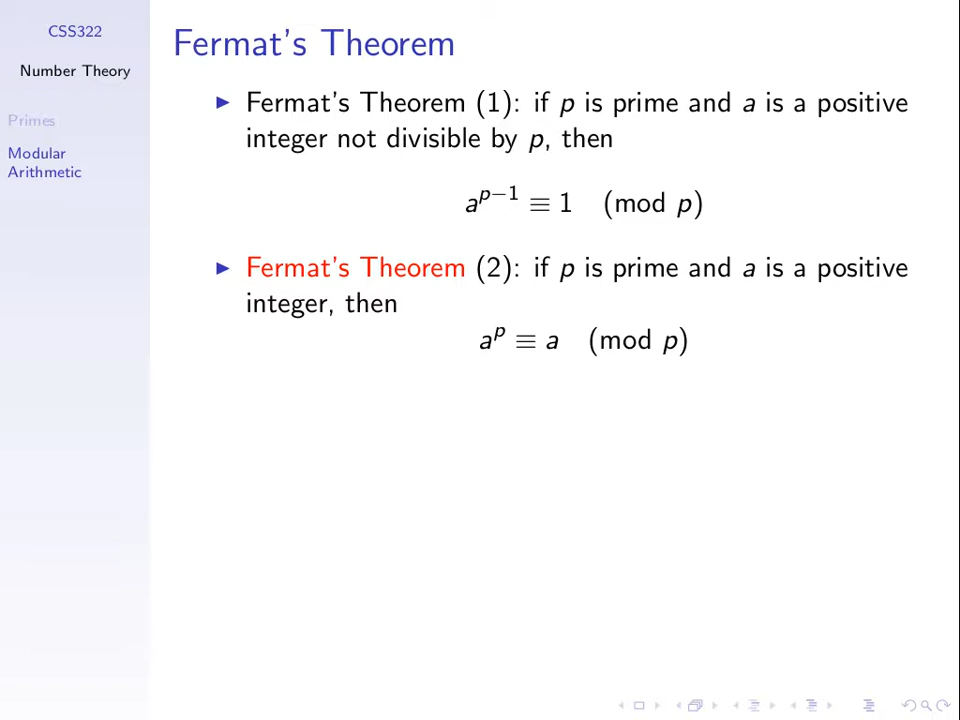 CSS322
Number Theory
Primes
Modular
Arithmetic
Fermat's Theorem
▶ Fermat's Theorem (1): if p is prime and a is a positive
integer not divisible by p, then
a^{p−1} ≡ 1 (mod p)
▶ Fermat's Theorem (2): if p is prime and a is a positive
integer, then
a^p ≡ a (mod p)